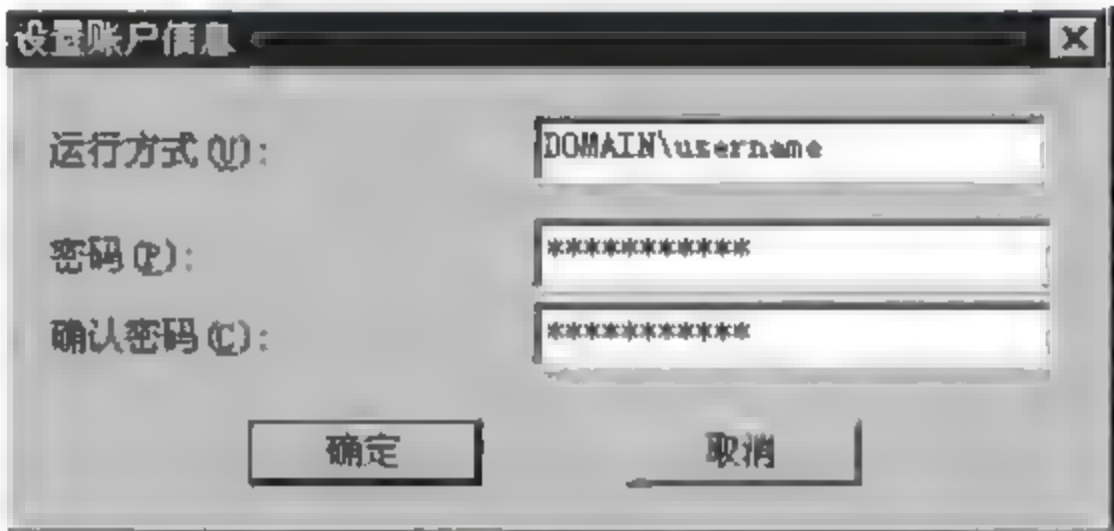 设置账户信息
运行方式(U): DOMAIN\username
密码(P): ***********
确认密码(C): ***********
确定 取消